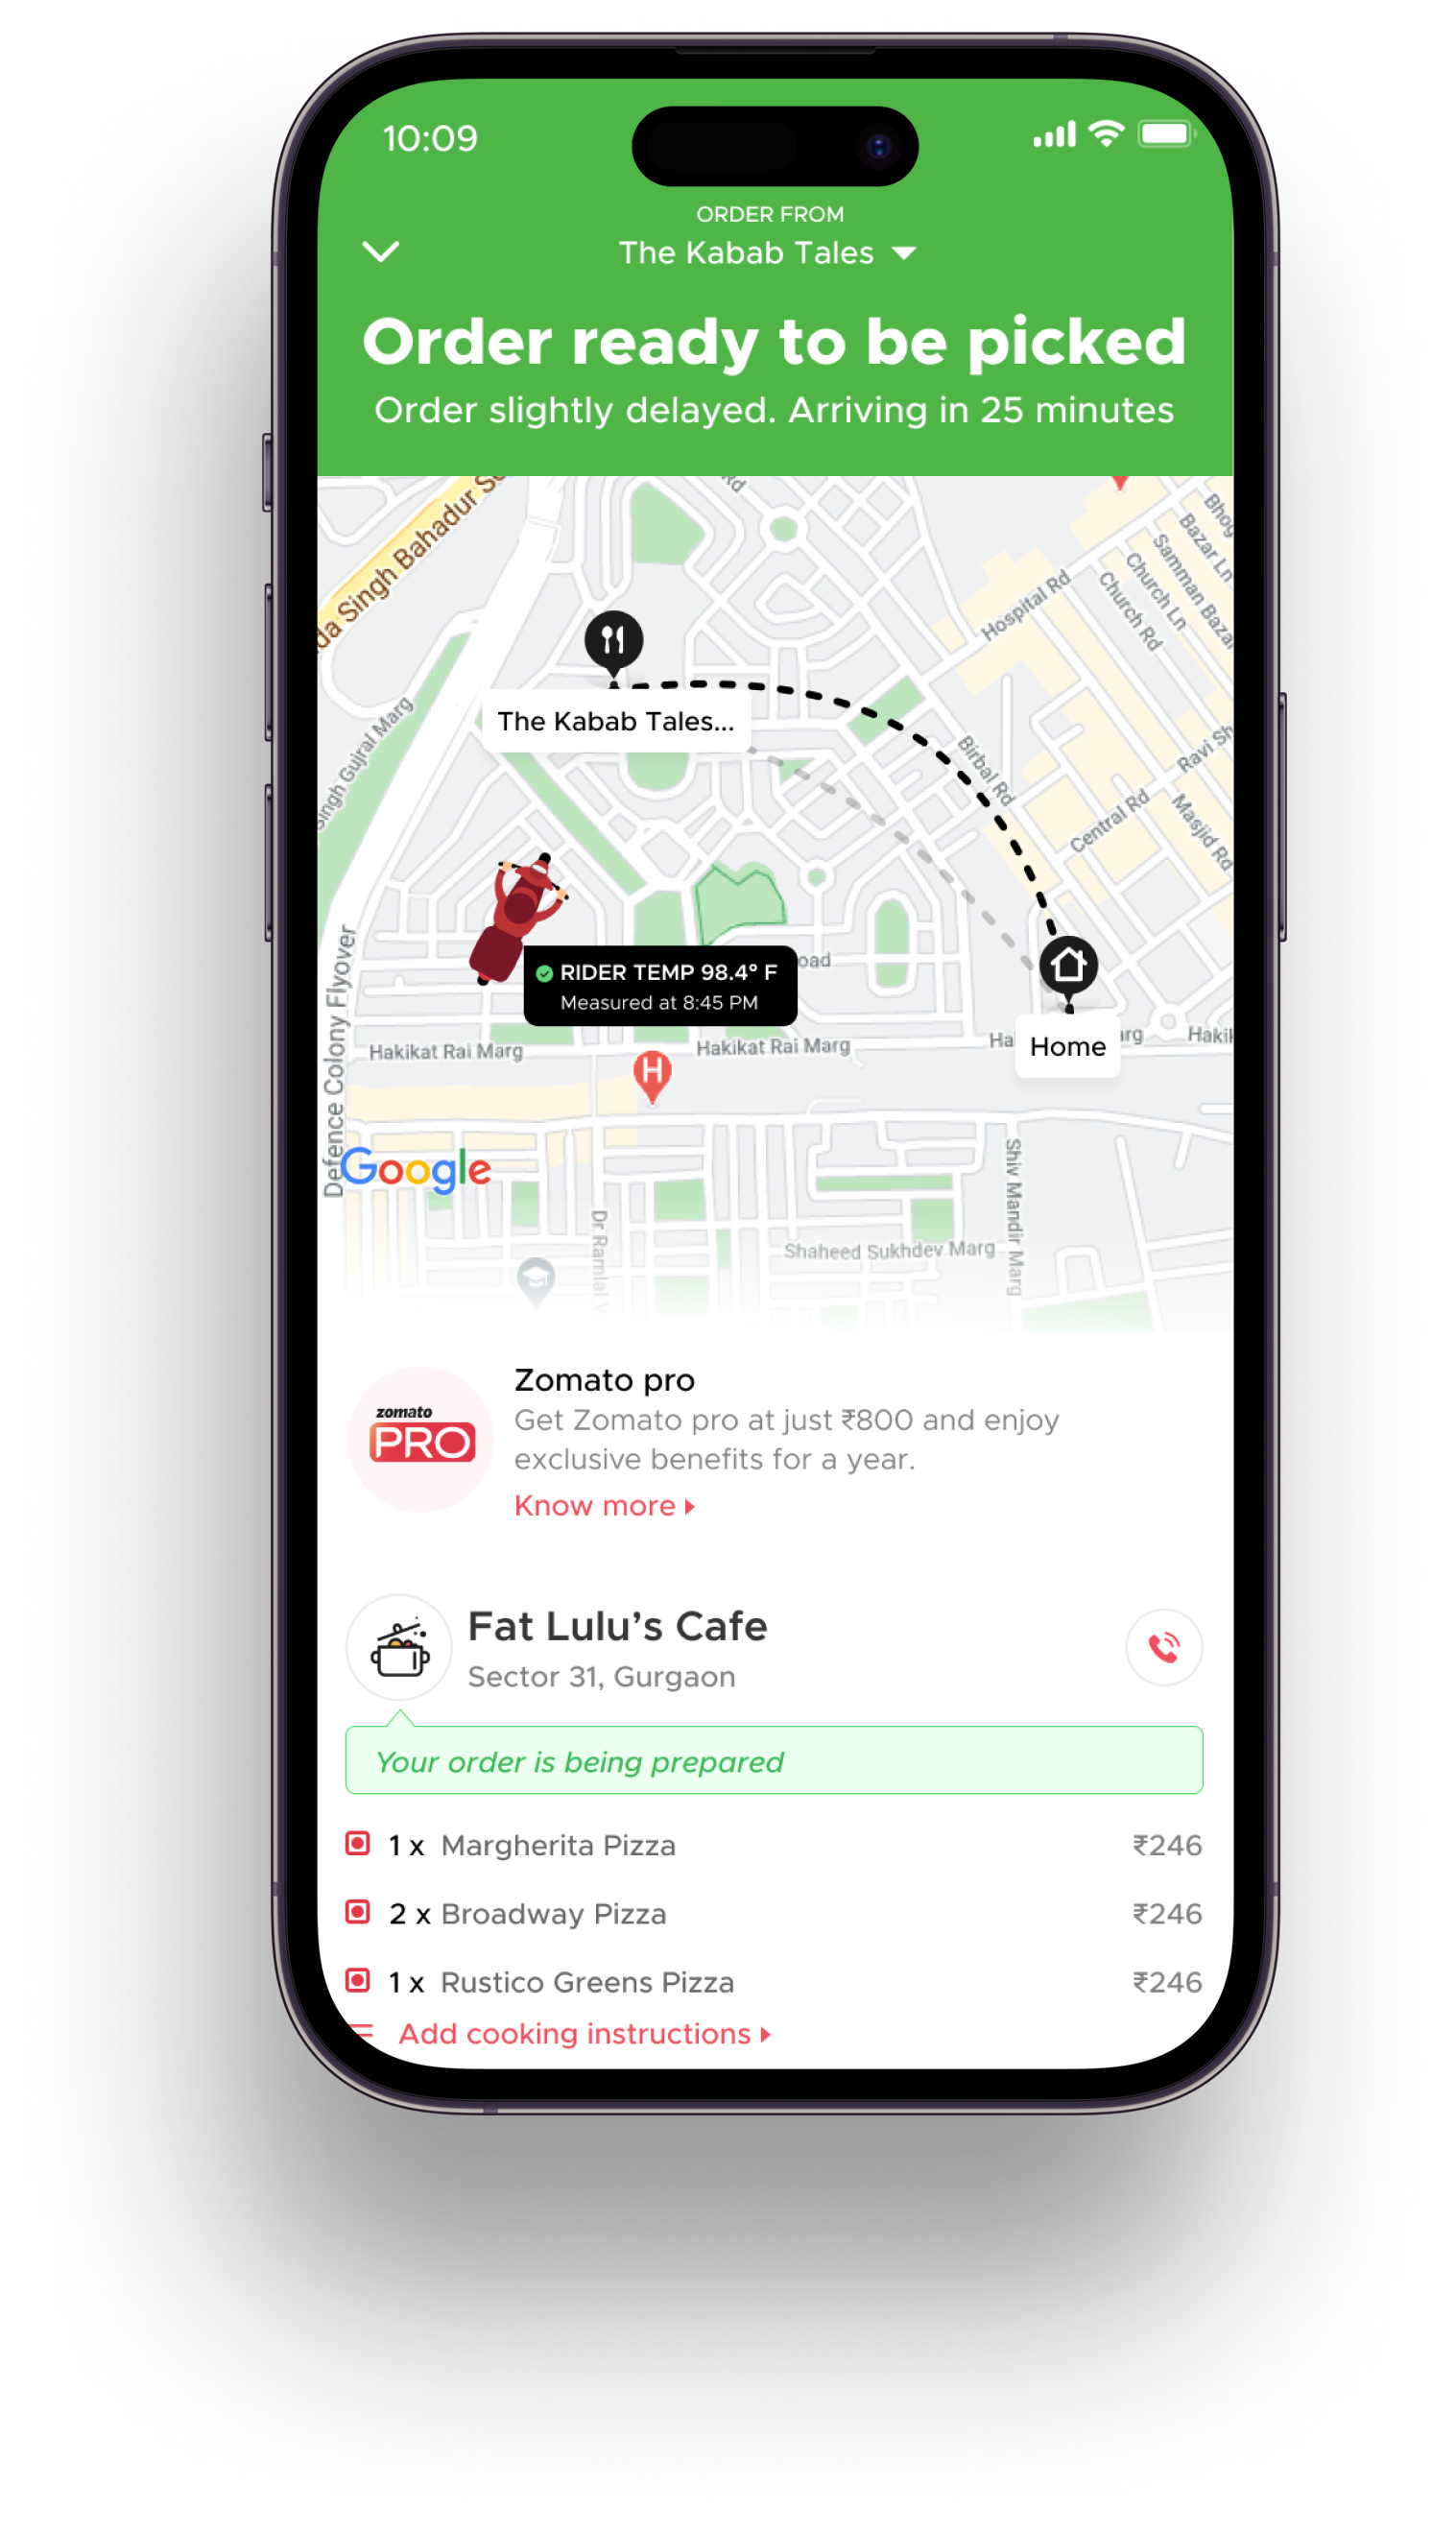 10:09
ORDER FROM
The Kabab Tales
Order ready to be picked
Order slightly delayed. Arriving in 25 minutes
Singh Bahadur
Rd
Bhog
Bazar Ln
Samman Bazar
Church Ln
Church Rd
Hospital Rd
The Kabab Tales...
Singh Gujral Marg
Birbal Rd
Ravi Sh
Central Rd
Masjid Rd
RIDER TEMP 98.4° F
Measured at 8:45 PM
oad
Defence Colony Flyover
Hakikat Rai Marg
Hakikat Rai Marg
Ha
Home
arg
Hakik
H
Google
Shiv Mandir Marg
Dr Ramlal V
Shaheed Sukhdev Marg
zomato
PRO
Zomato pro
Get Zomato pro at just ₹800 and enjoy
exclusive benefits for a year.
Know more
Fat Lulu’s Cafe
Sector 31, Gurgaon
Your order is being prepared
1 x Margherita Pizza ₹246
2 x Broadway Pizza ₹246
1 x Rustico Greens Pizza ₹246
Add cooking instructions